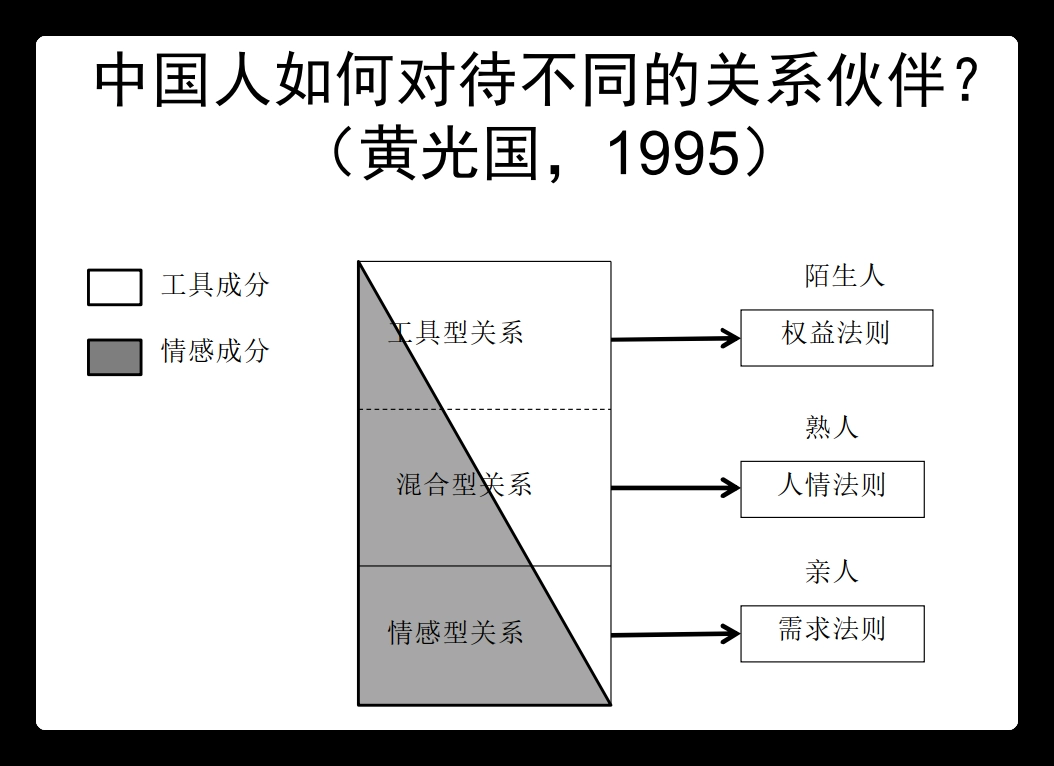 中国人如何对待不同的关系伙伴？
（黄光国，1995）
工具成分
情感成分
工具型关系
混合型关系
情感型关系
陌生人
权益法则
熟人
人情法则
亲人
需求法则